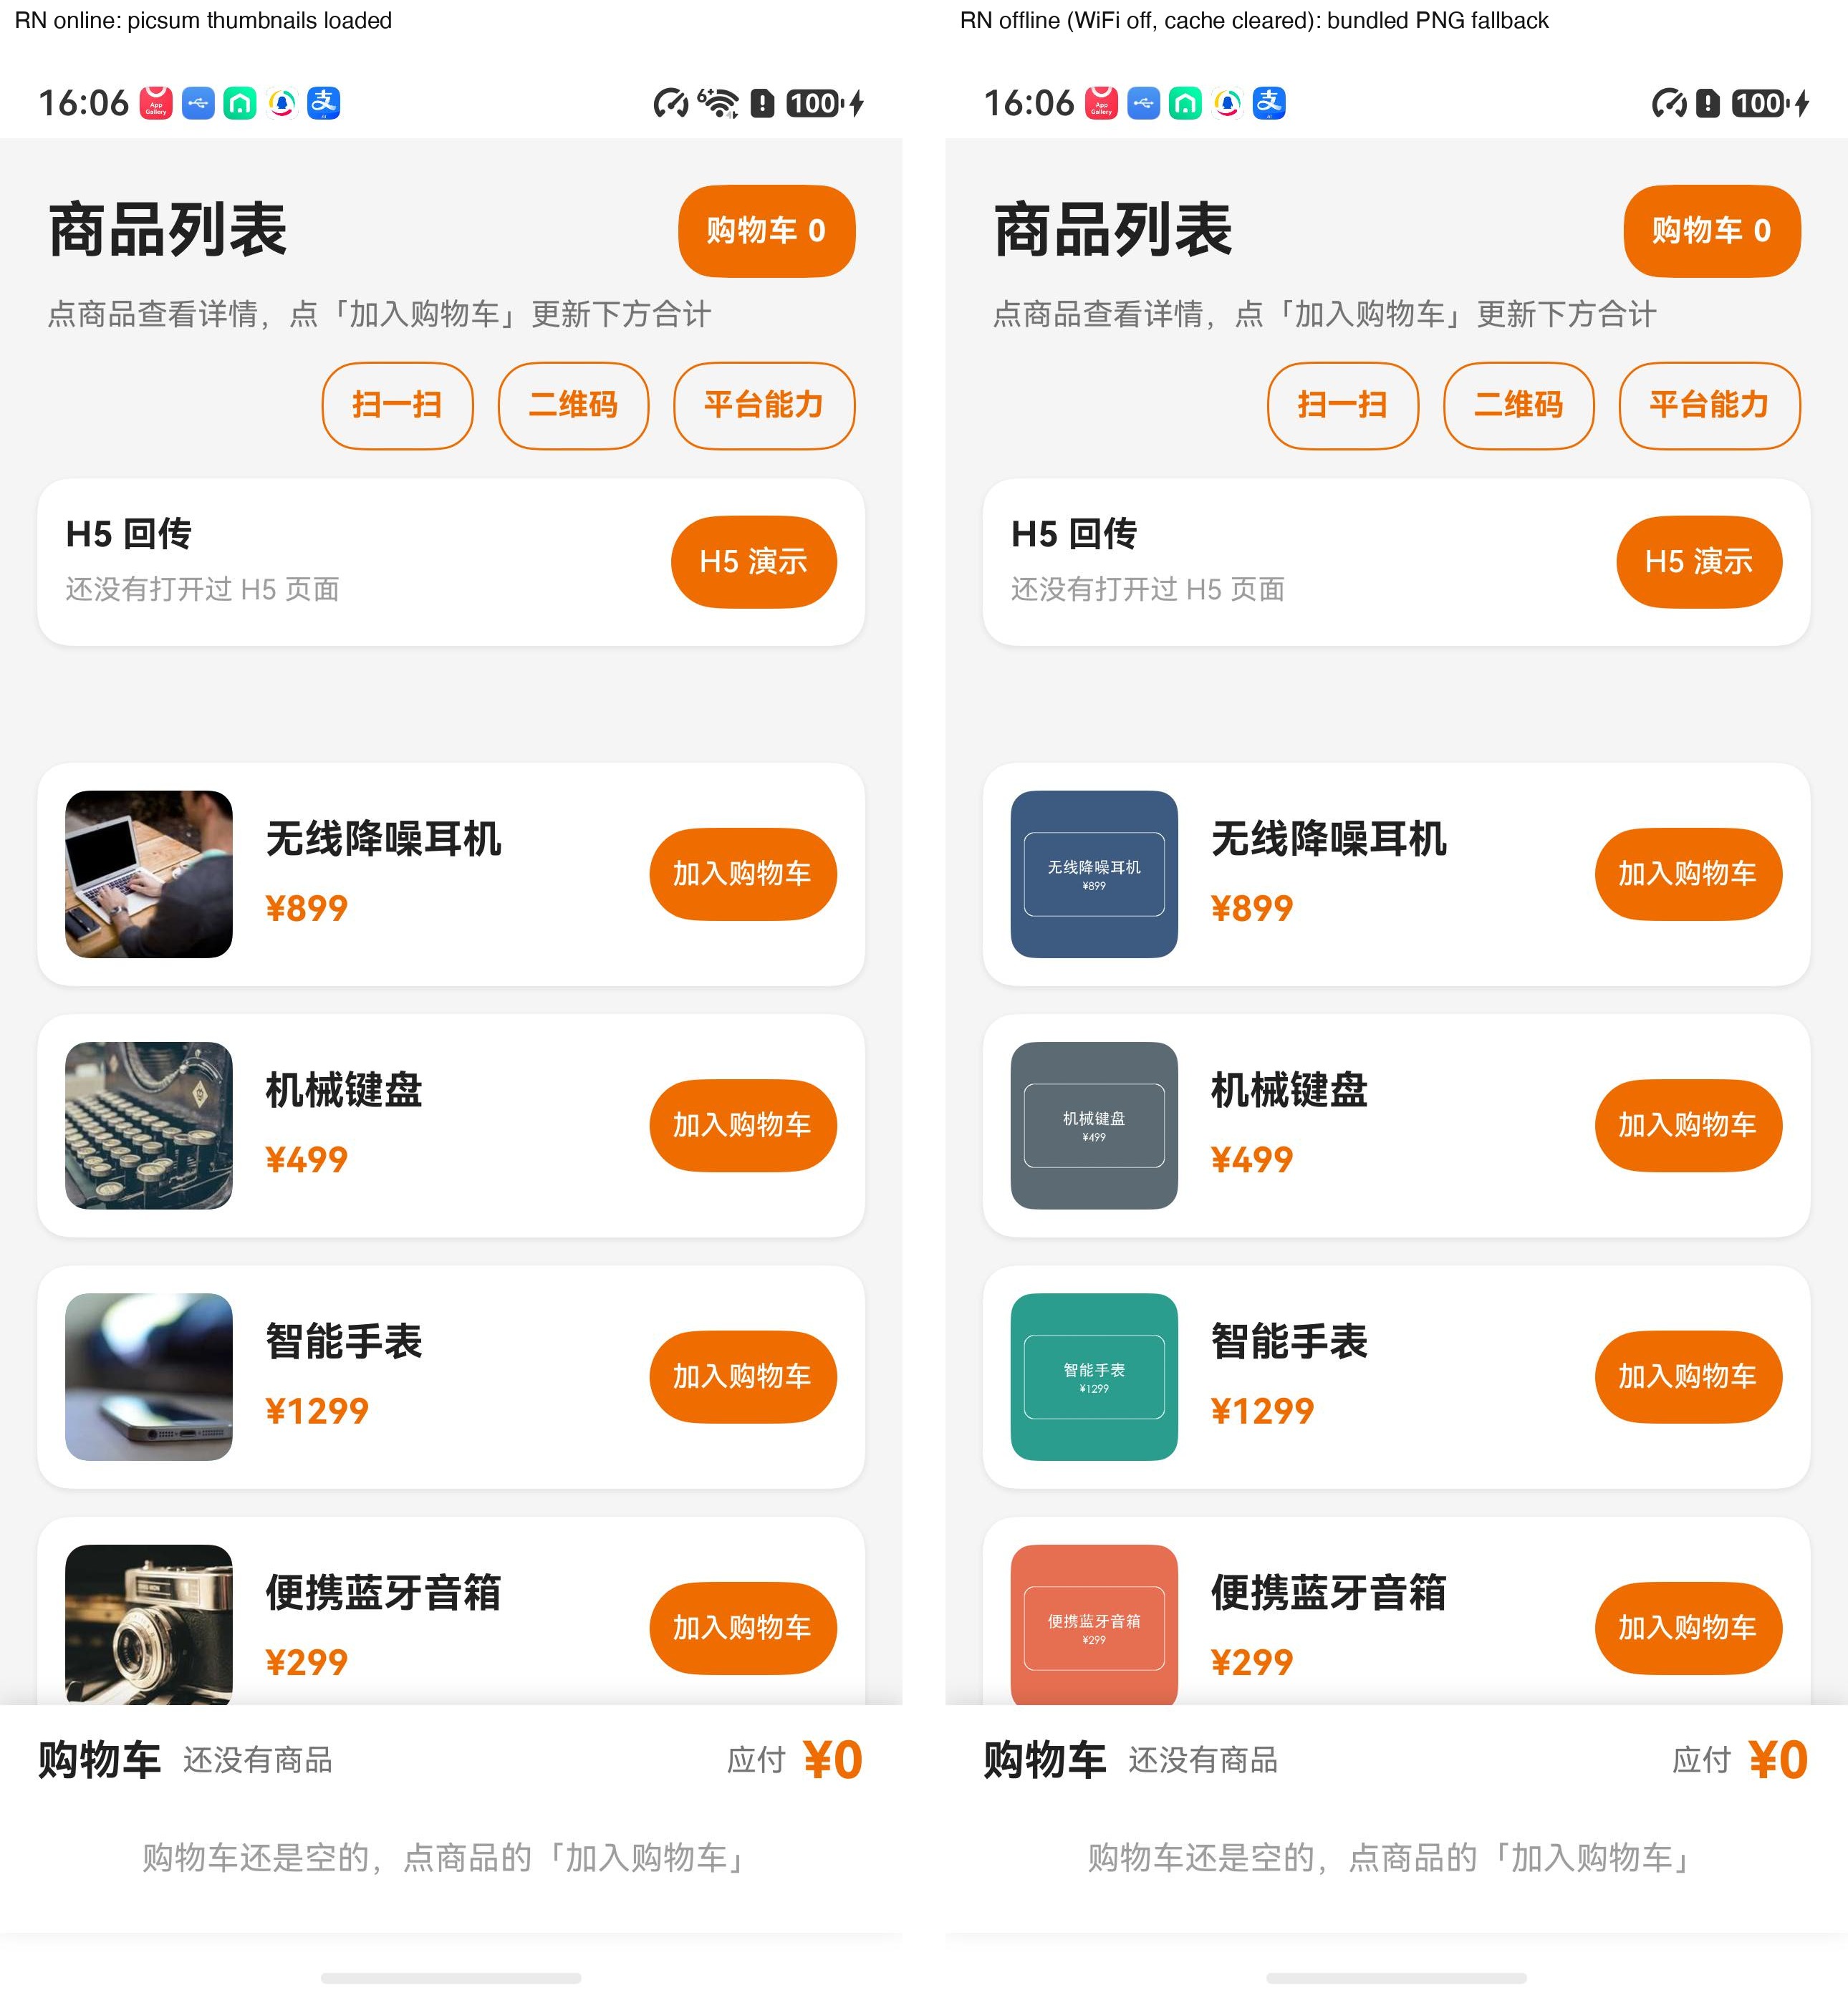 RN online: picsum thumbnails loaded
16:06
App
Gallery
支
AI
6+
100
商品列表
购物车 0
点商品查看详情，点「加入购物车」更新下方合计
扫一扫
二维码
平台能力
H5 回传
还没有打开过 H5 页面
H5 演示
无线降噪耳机
¥899
加入购物车
机械键盘
¥499
加入购物车
智能手表
¥1299
加入购物车
便携蓝牙音箱
¥299
加入购物车
购物车 还没有商品
应付 ¥0
购物车还是空的，点商品的「加入购物车」
RN offline (WiFi off, cache cleared): bundled PNG fallback
16:06
App
Gallery
支
AI
100
商品列表
购物车 0
点商品查看详情，点「加入购物车」更新下方合计
扫一扫
二维码
平台能力
H5 回传
还没有打开过 H5 页面
H5 演示
无线降噪耳机
¥899
无线降噪耳机
¥899
加入购物车
机械键盘
¥499
机械键盘
¥499
加入购物车
智能手表
¥1299
智能手表
¥1299
加入购物车
便携蓝牙音箱
¥299
便携蓝牙音箱
¥299
加入购物车
购物车 还没有商品
应付 ¥0
购物车还是空的，点商品的「加入购物车」